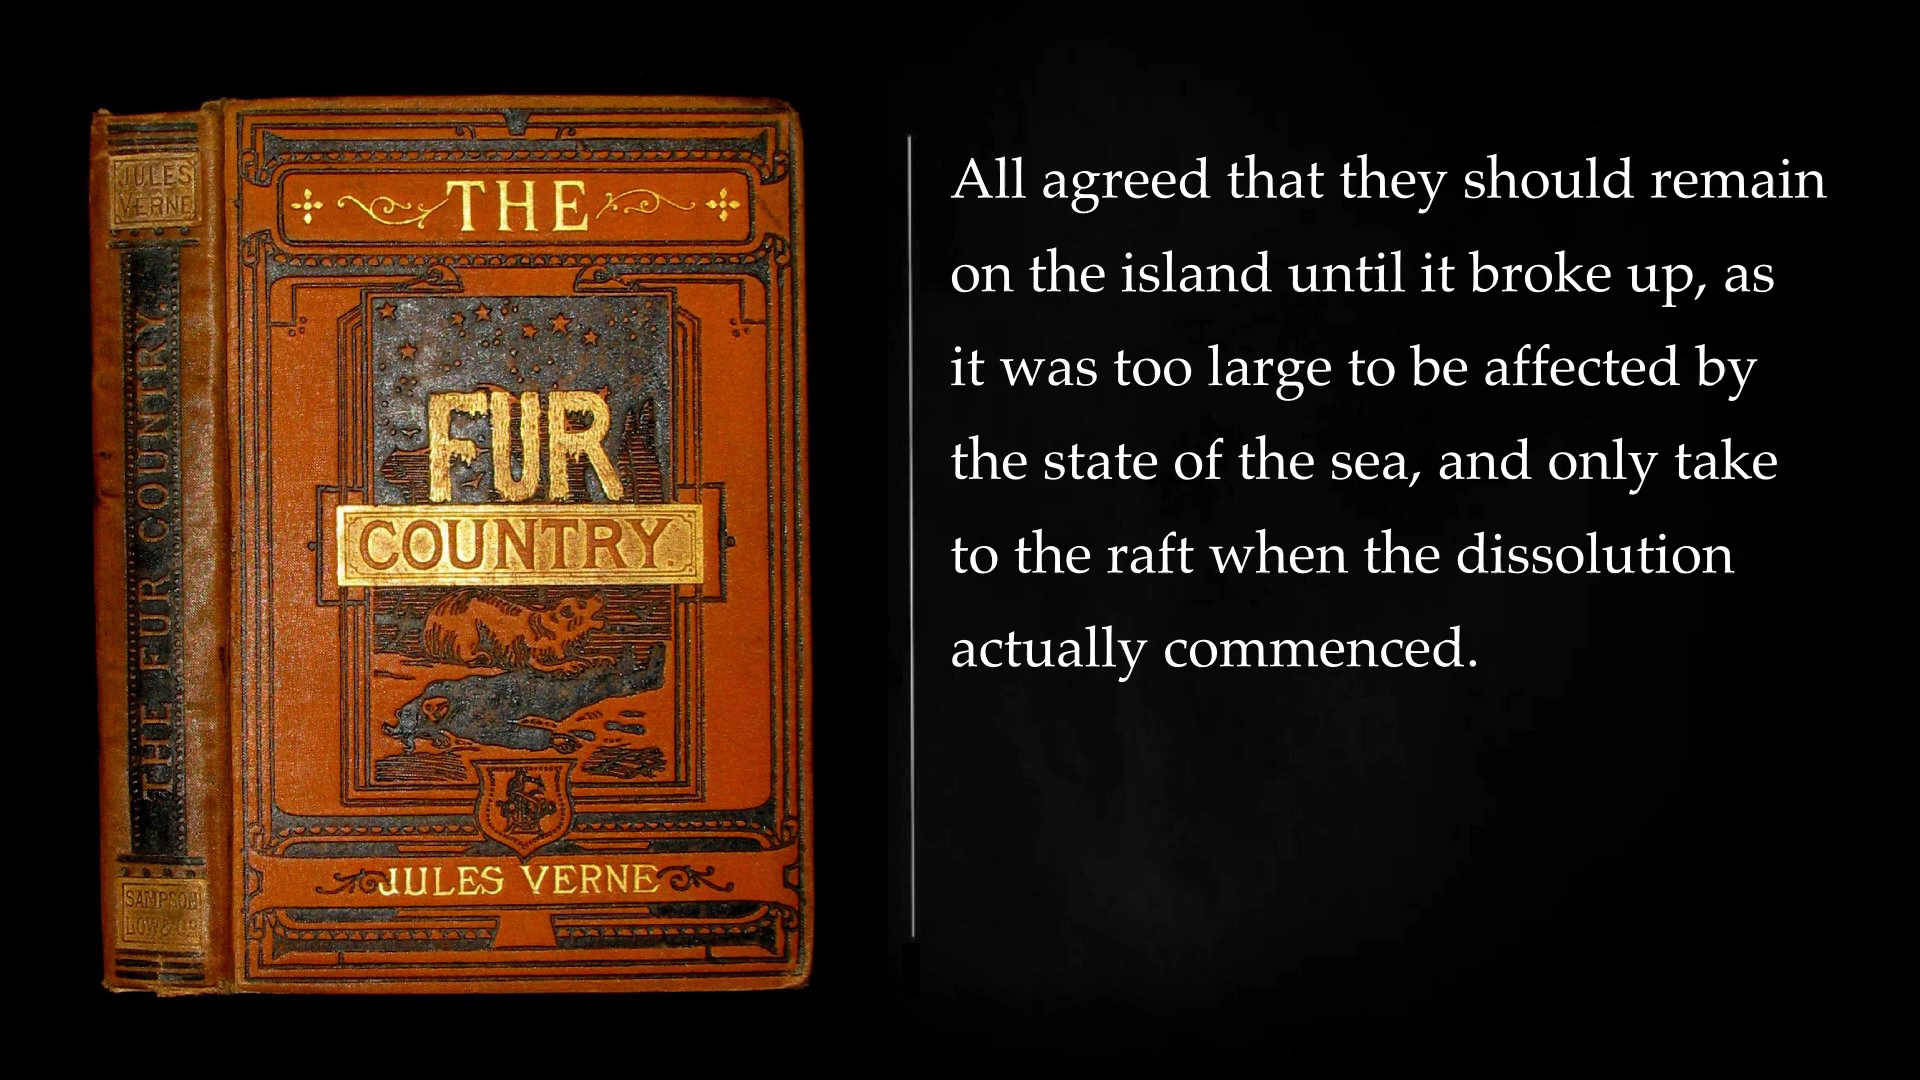 JULES
VERNE
THE FUR COUNTRY.
SAMPSON
LOW & Co
THE
FUR
COUNTRY.
JULES VERNE
All agreed that they should remain
on the island until it broke up, as
it was too large to be affected by
the state of the sea, and only take
to the raft when the dissolution
actually commenced.